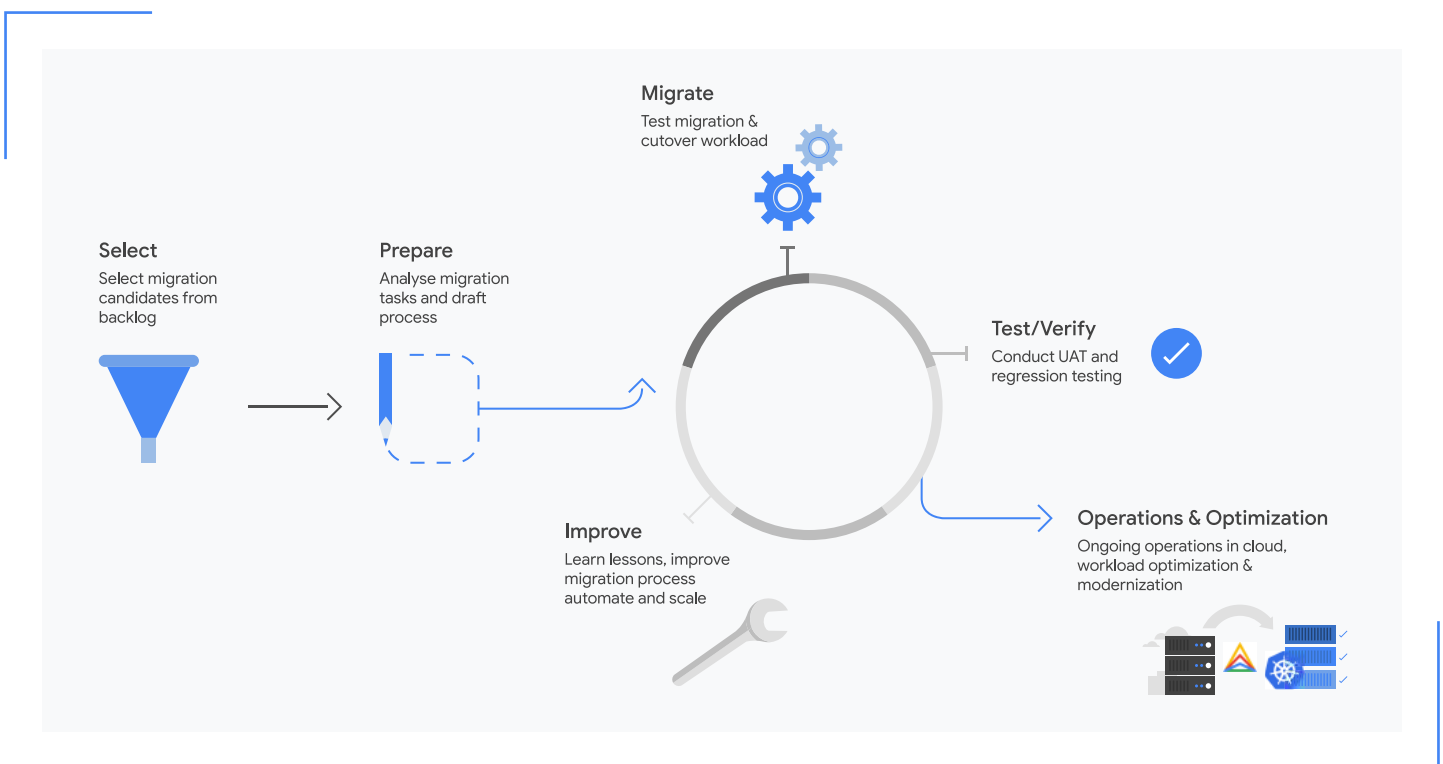 Migrate
Test migration &
cutover workload
Select
Select migration
candidates from
backlog
Prepare
Analyse migration
tasks and draft
process
Test/Verify
Conduct UAT and
regression testing
Improve
Learn lessons, improve
migration process
automate and scale
Operations & Optimization
Ongoing operations in cloud,
workload optimization &
modernization